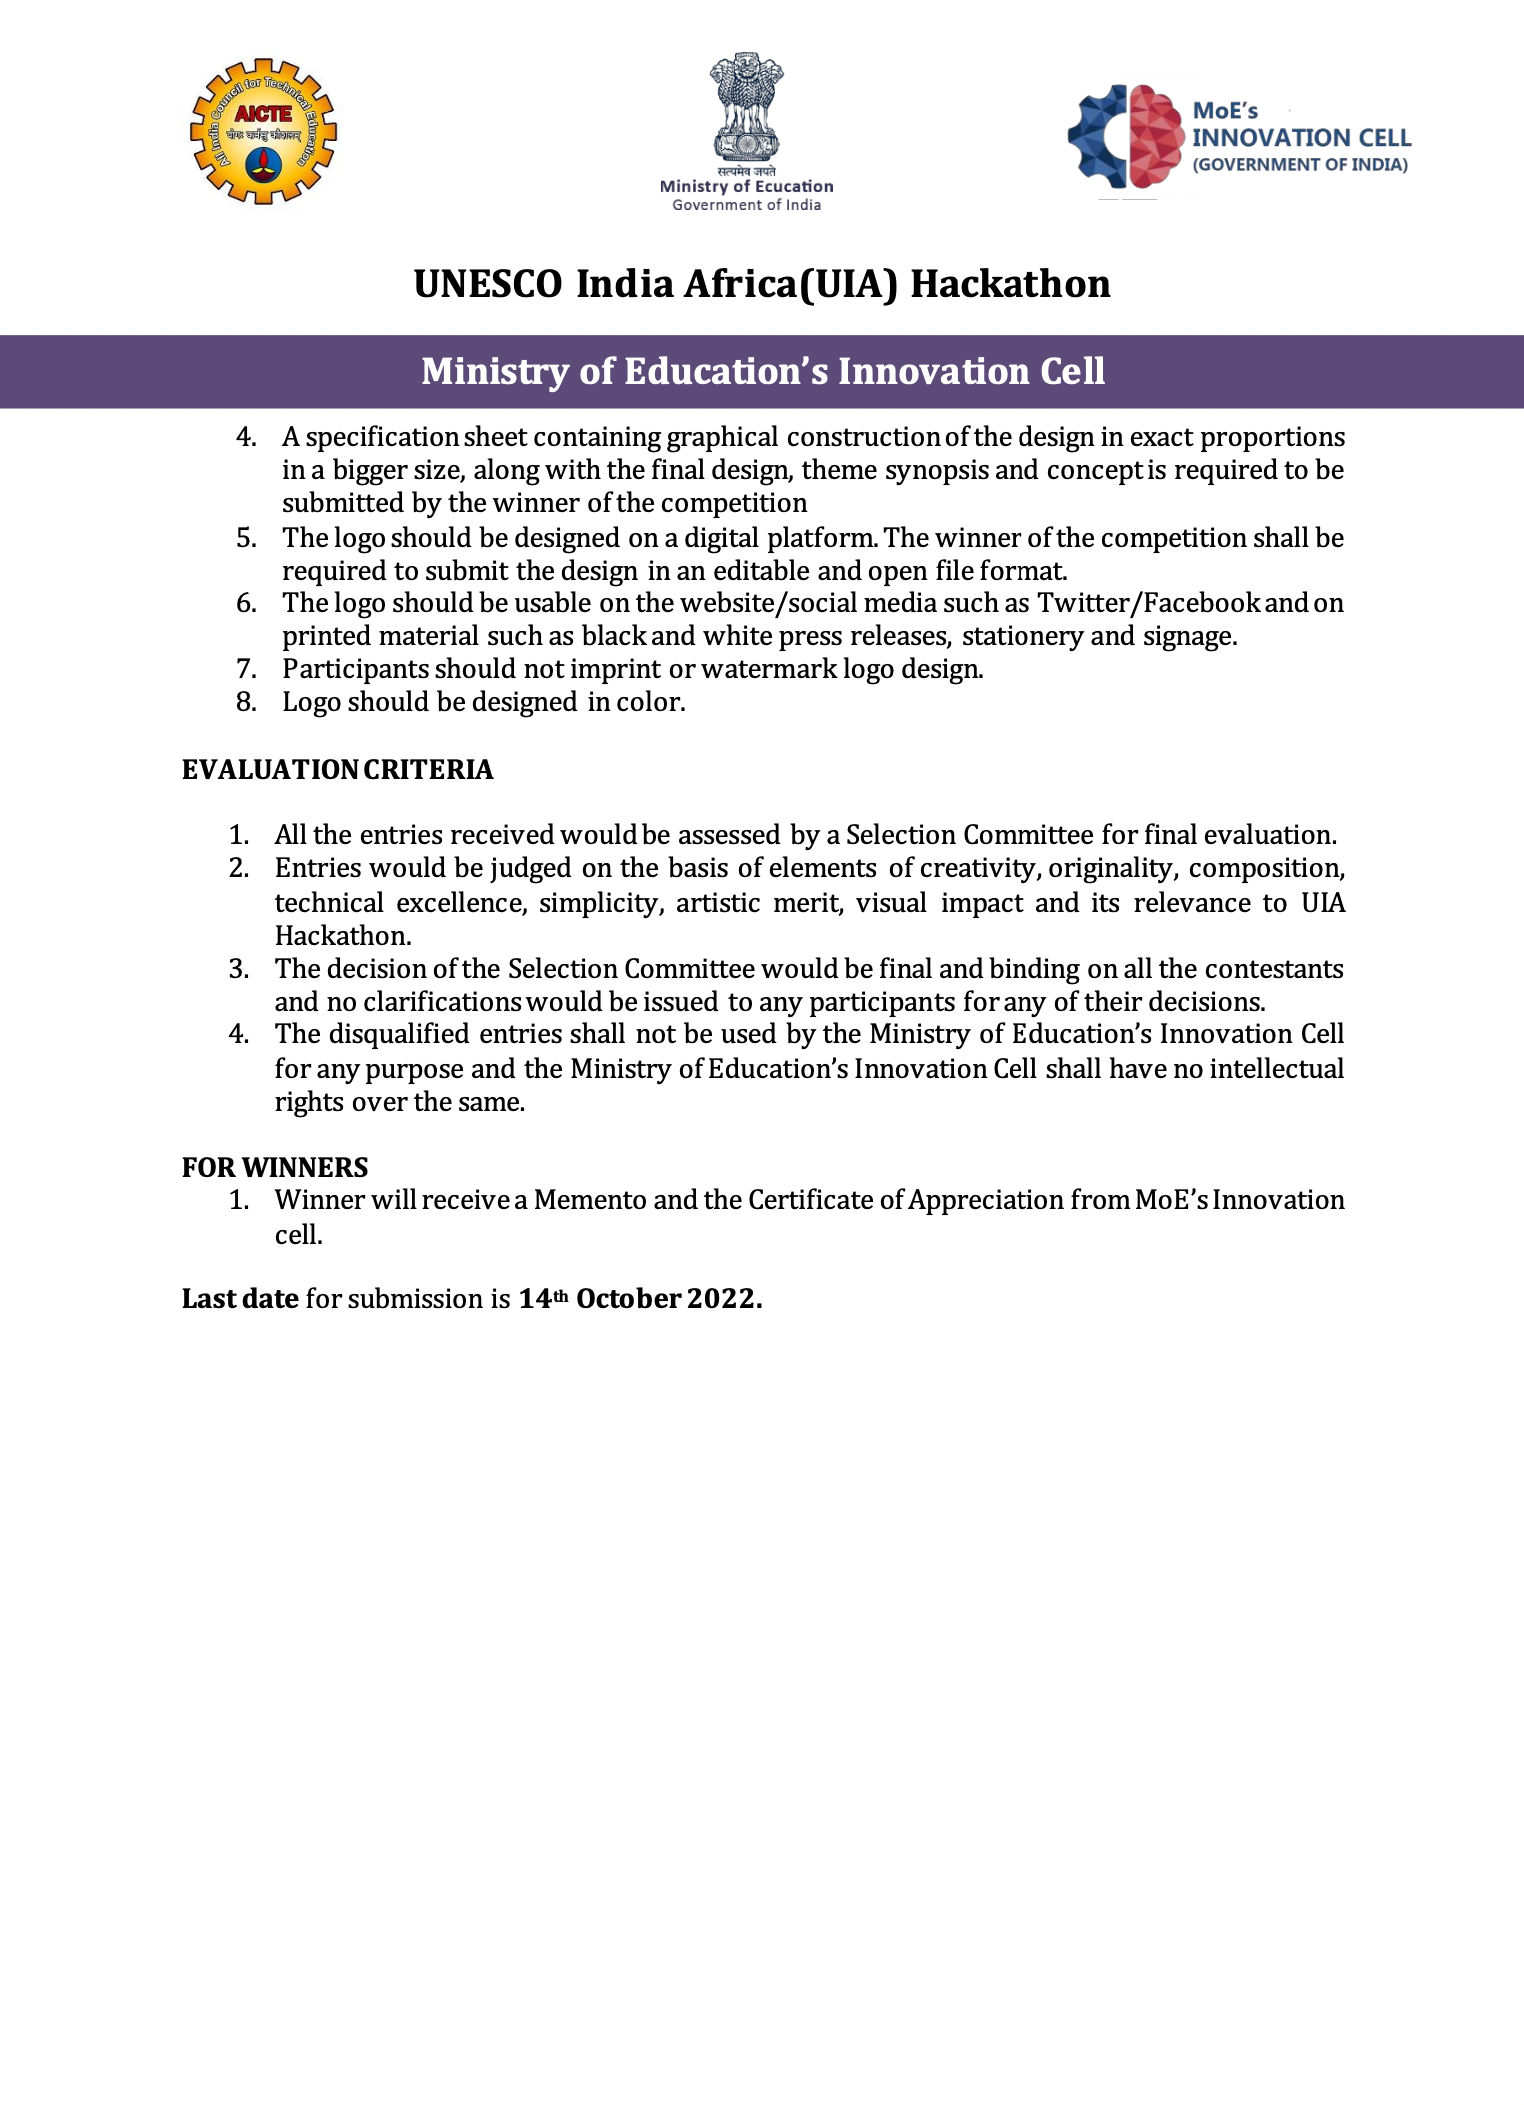 All India Council for Technical Education
AICTE
योगः कर्मसु कौशलम्
सत्यमेव जयते
Ministry of Ecucation
Government of India
MoE’s
INNOVATION CELL
(GOVERNMENT OF INDIA)
UNESCO India Africa(UIA) Hackathon
Ministry of Education’s Innovation Cell
4. A specification sheet containing graphical construction of the design in exact proportions
in a bigger size, along with the final design, theme synopsis and concept is required to be
submitted by the winner of the competition
5. The logo should be designed on a digital platform. The winner of the competition shall be
required to submit the design in an editable and open file format.
6. The logo should be usable on the website/social media such as Twitter/Facebook and on
printed material such as black and white press releases, stationery and signage.
7. Participants should not imprint or watermark logo design.
8. Logo should be designed in color.
EVALUATION CRITERIA
1. All the entries received would be assessed by a Selection Committee for final evaluation.
2. Entries would be judged on the basis of elements of creativity, originality, composition,
technical excellence, simplicity, artistic merit, visual impact and its relevance to UIA
Hackathon.
3. The decision of the Selection Committee would be final and binding on all the contestants
and no clarifications would be issued to any participants for any of their decisions.
4. The disqualified entries shall not be used by the Ministry of Education’s Innovation Cell
for any purpose and the Ministry of Education’s Innovation Cell shall have no intellectual
rights over the same.
FOR WINNERS
1. Winner will receive a Memento and the Certificate of Appreciation from MoE’s Innovation
cell.
Last date for submission is 14th October 2022.